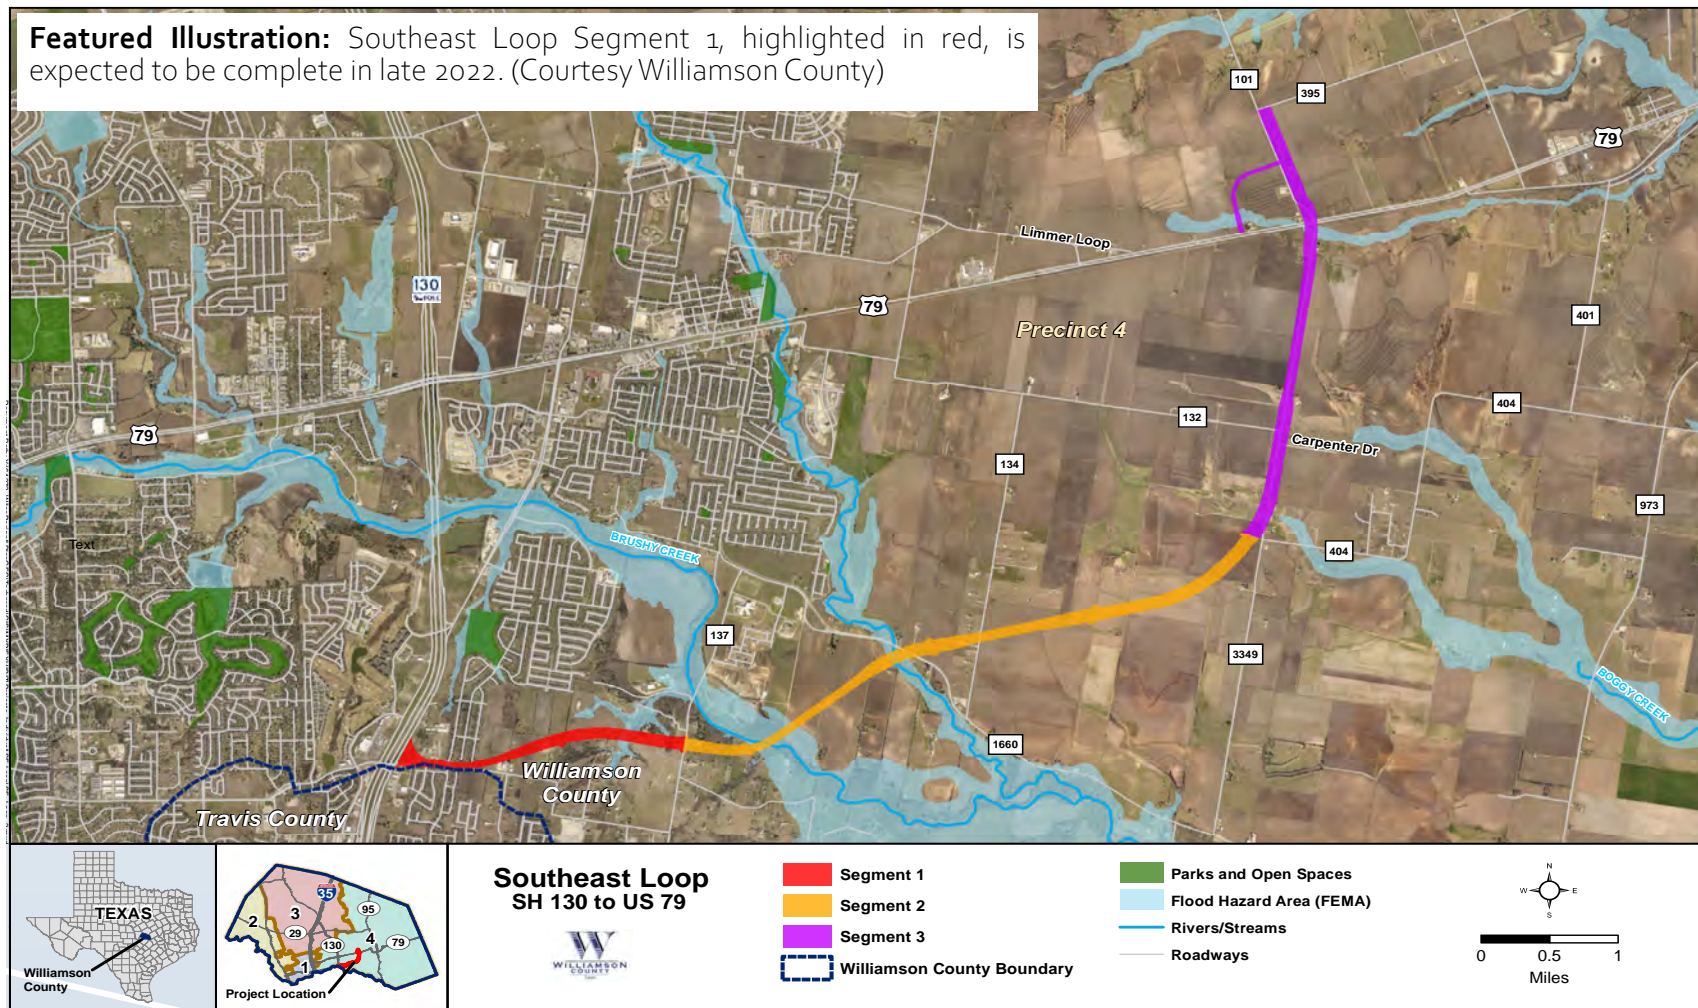 Featured Illustration: Southeast Loop Segment 1, highlighted in red, is
expected to be complete in late 2022. (Courtesy Williamson County)
101
395
79
Limmer Loop
130
79
Precinct 4
401
132
404
79
Carpenter Dr
134
973
Text
BRUSHY CREEK
404
137
3349
BOGGY CREEK
1660
Williamson
County
Travis County
TEXAS
Williamson
County
35
2
3
95
29
130
4
79
1
Project Location
Southeast Loop
SH 130 to US 79
W
WILLIAMSON
COUNTY
Segment 1
Segment 2
Segment 3
Williamson County Boundary
Parks and Open Spaces
Flood Hazard Area (FEMA)
Rivers/Streams
Roadways
N
W
E
S
0
0.5
1
Miles